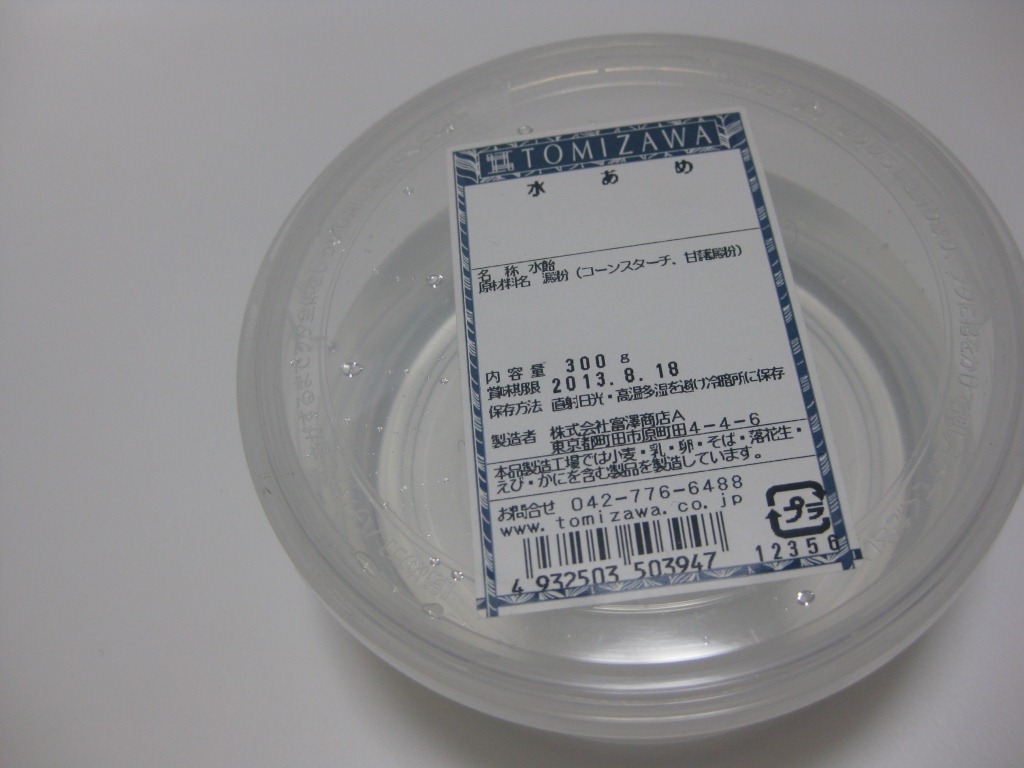 TOMIZAWA
水あめ
名称 水飴
原材料名 澱粉（コーンスターチ、甘藷澱粉）
内容量 300g
賞味期限 2013.8.18
保存方法 直射日光・高温多湿を避け冷暗所に保存
製造者 株式会社富澤商店A
東京都町田市原町田4-4-6
本品製造工場では小麦・乳・卵・そば・落花生・
えび・かにを含む製品を製造しています。
お問合せ 042-776-6488
www.tomizawa.co.jp
プラ
12356
4 932503 503947